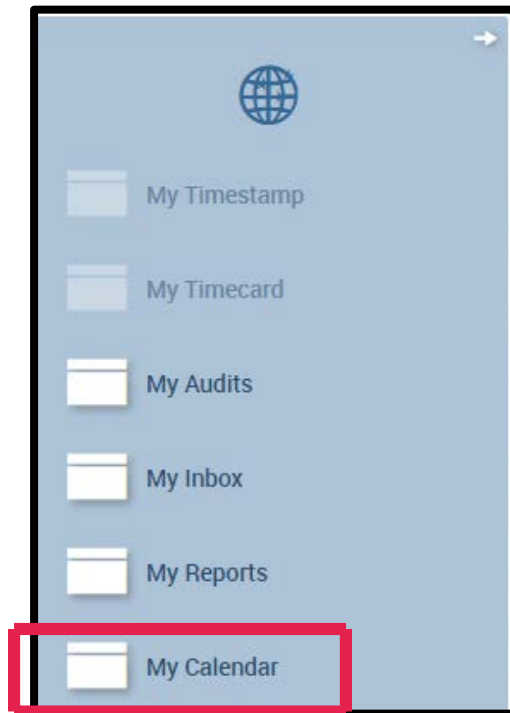 My Timestamp
My Timecard
My Audits
My Inbox
My Reports
My Calendar